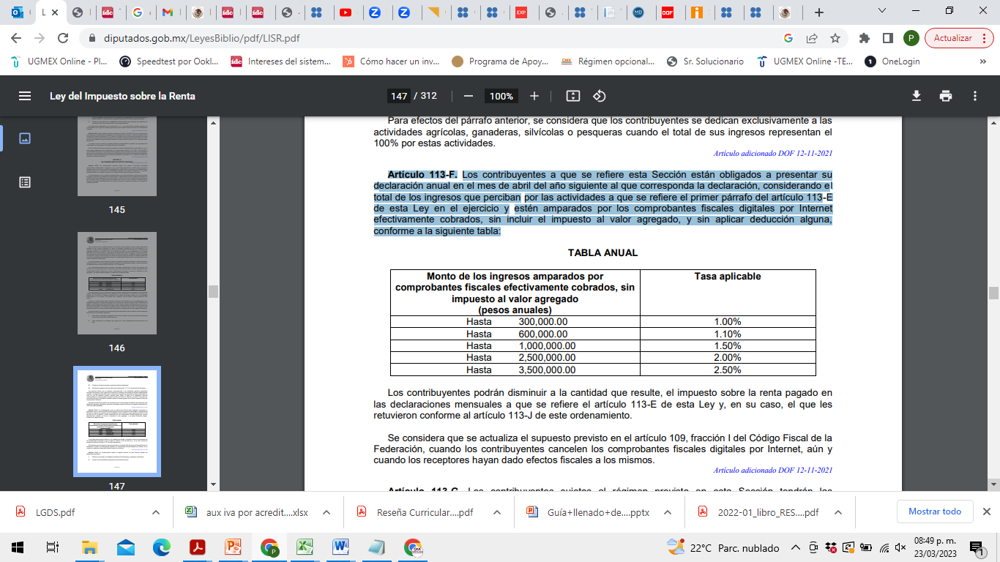 diputados.gob.mx/LeyesBiblio/pdf/LISR.pdf
Actualizar
UGMEX Online - Pl...
Speedtest por Ookl...
Intereses del sistem...
Cómo hacer un inv...
Programa de Apoy...
Régimen opcional...
Sr. Solucionario
UGMEX Online -TE...
OneLogin
Ley del Impuesto sobre la Renta
147 / 312
100%
145
146
147
Para efectos del párrafo anterior, se considera que los contribuyentes se dedican exclusivamente a las
actividades agrícolas, ganaderas, silvícolas o pesqueras cuando el total de sus ingresos representan el
100% por estas actividades.
Artículo adicionado DOF 12-11-2021
Artículo 113-F. Los contribuyentes a que se refiere esta Sección están obligados a presentar su
declaración anual en el mes de abril del año siguiente al que corresponda la declaración, considerando el
total de los ingresos que perciban por las actividades a que se refiere el primer párrafo del artículo 113-E
de esta Ley en el ejercicio y estén amparados por los comprobantes fiscales digitales por Internet
efectivamente cobrados, sin incluir el impuesto al valor agregado, y sin aplicar deducción alguna,
conforme a la siguiente tabla:
TABLA ANUAL
Monto de los ingresos amparados por
comprobantes fiscales efectivamente cobrados, sin
impuesto al valor agregado
(pesos anuales)
Tasa aplicable
Hasta 300,000.00 1.00%
Hasta 600,000.00 1.10%
Hasta 1,000,000.00 1.50%
Hasta 2,500,000.00 2.00%
Hasta 3,500,000.00 2.50%
Los contribuyentes podrán disminuir a la cantidad que resulte, el impuesto sobre la renta pagado en
las declaraciones mensuales a que se refiere el artículo 113-E de esta Ley y, en su caso, el que les
retuvieron conforme al artículo 113-J de este ordenamiento.
Se considera que se actualiza el supuesto previsto en el artículo 109, fracción I del Código Fiscal de la
Federación, cuando los contribuyentes cancelen los comprobantes fiscales digitales por Internet, aún y
cuando los receptores hayan dado efectos fiscales a los mismos.
Artículo adicionado DOF 12-11-2021
Artículo 113-G. Los contribuyentes sujetos al régimen previsto en esta Sección tendrán las
LGDS.pdf
aux iva por acredit....xlsx
Reseña Curricular....pdf
Guía+llenado+de....pptx
2022-01_libro_RES....pdf
Mostrar todo
22°C Parc. nublado
08:49 p. m.
23/03/2023